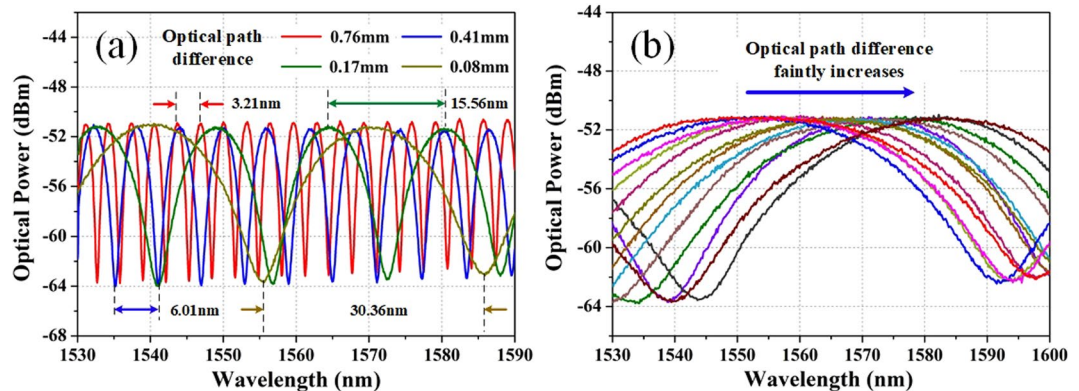 (a)
Optical path
difference
0.76mm
0.41mm
0.17mm
0.08mm
3.21nm
15.56nm
6.01nm
30.36nm
-44
-48
-52
-56
-60
-64
-68
Optical Power (dBm)
1530 1540 1550 1560 1570 1580 1590
Wavelength (nm)
(b)
Optical path difference
faintly increases
-44
-48
-52
-56
-60
-64
Optical Power (dBm)
1530 1540 1550 1560 1570 1580 1590 1600
Wavelength (nm)